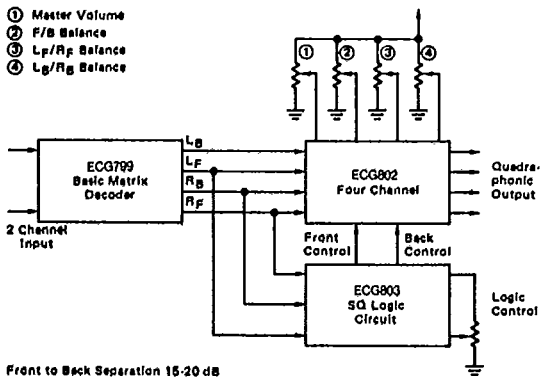 ① Master Volume
② F/B Balance
③ LF/RF Balance
④ LB/RB Balance
① ② ③ ④
ECG799
Basic Matrix
Decoder
LB
LF
RB
RF
2 Channel
Input
ECG802
Four Channel
Quadra-
phonic
Output
Front
Control
Back
Control
ECG803
SQ Logic
Circuit
Logic
Control
Front to Back Separation 15-20 dB